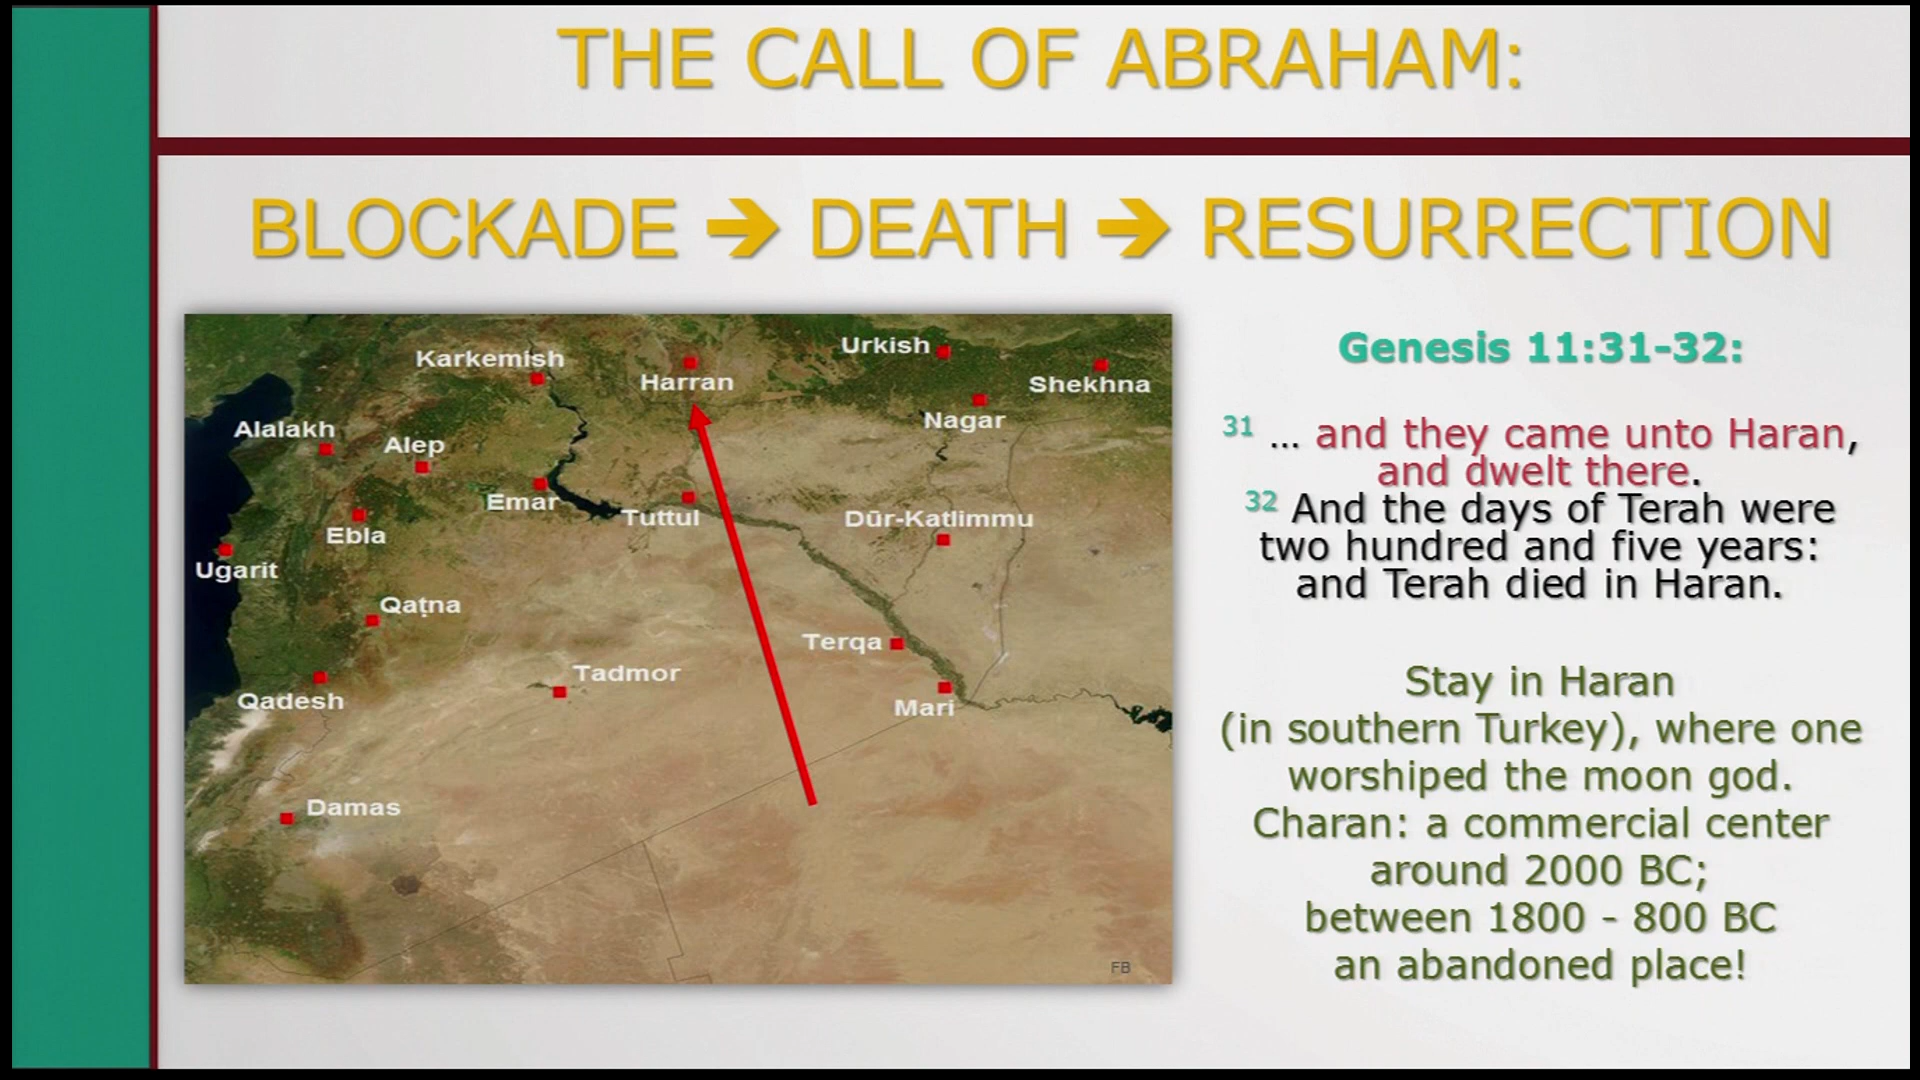 THE CALL OF ABRAHAM:
BLOCKADE ➔ DEATH ➔ RESURRECTION
Karkemish
Harran
Urkish
Shekhna
Nagar
Alalakh
Alep
Emar
Tuttul
Dūr-Katlimmu
Ebla
Ugarit
Qaṭna
Terqa
Tadmor
Qadesh
Mari
Damas
FB
Genesis 11:31-32:
31 … and they came unto Haran,
and dwelt there.
32 And the days of Terah were
two hundred and five years:
and Terah died in Haran.
Stay in Haran
(in southern Turkey), where one
worshiped the moon god.
Charan: a commercial center
around 2000 BC;
between 1800 - 800 BC
an abandoned place!